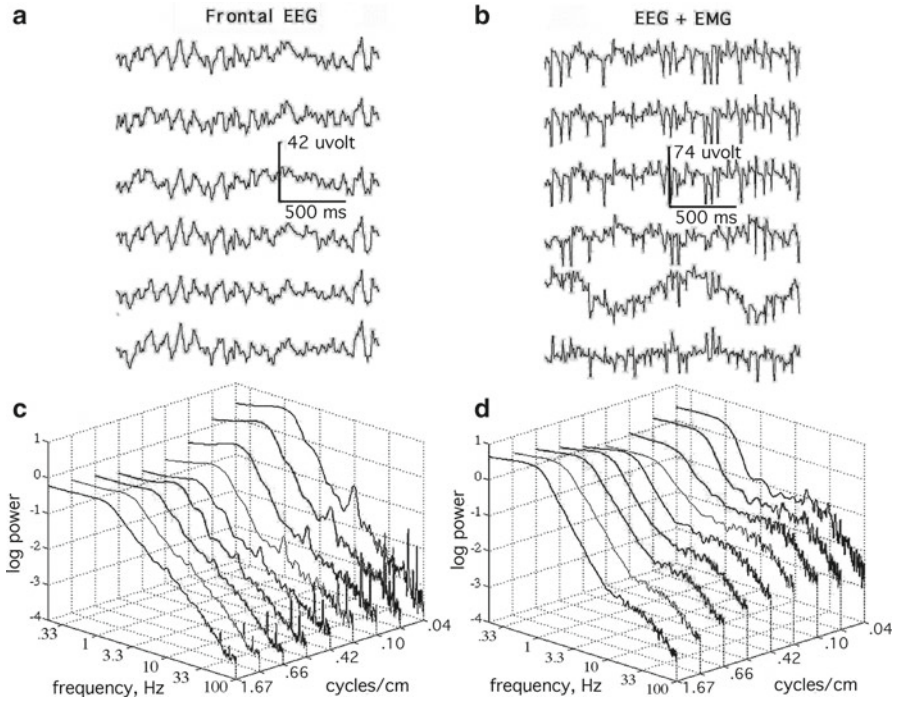 a
Frontal EEG
42 uvolt
500 ms
b
EEG + EMG
74 uvolt
500 ms
c
1
0
-1
-2
-3
-4
log power
.33
1
3.3
10
33
100
frequency, Hz
1.67
.66
.42
.10
.04
cycles/cm
d
1
0
-1
-2
-3
-4
log power
.33
1
3.3
10
33
100
frequency, Hz
1.67
.66
.42
.10
.04
cycles/cm